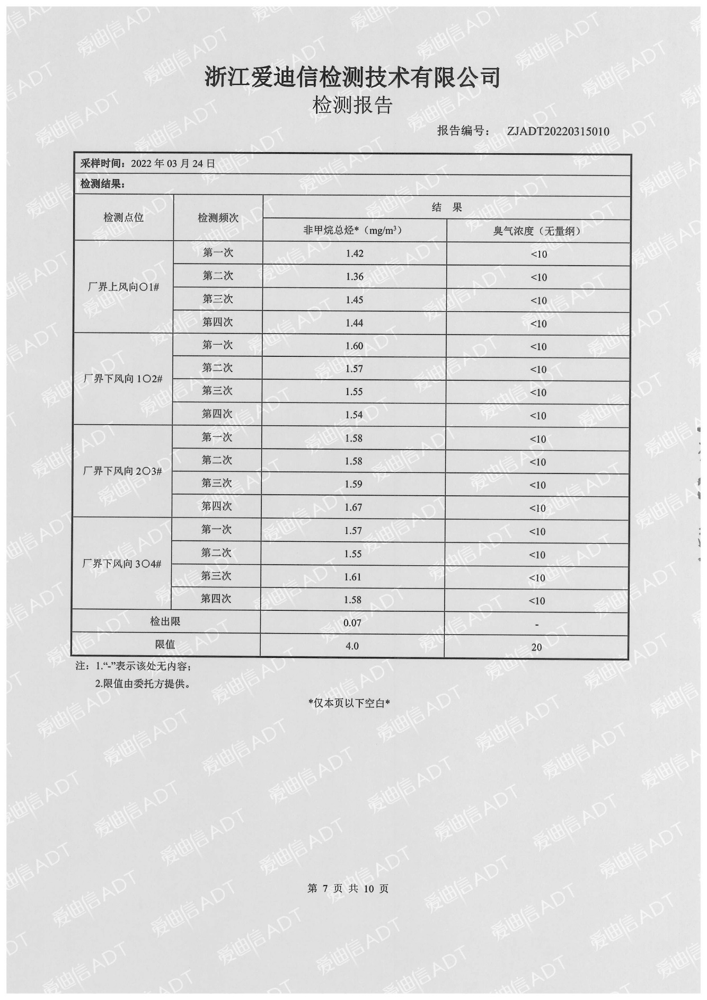 浙江爱迪信检测技术有限公司
检测报告
报告编号： ZJADT20220315010
采样时间：2022 年 03 月 24 日
检测结果：
检测点位 检测频次 结 果
非甲烷总烃*（mg/m³） 臭气浓度（无量纲）
厂界上风向〇1#
第一次 1.42 <10
第二次 1.36 <10
第三次 1.45 <10
第四次 1.44 <10
厂界下风向 1〇2#
第一次 1.60 <10
第二次 1.57 <10
第三次 1.55 <10
第四次 1.54 <10
厂界下风向 2〇3#
第一次 1.58 <10
第二次 1.58 <10
第三次 1.59 <10
第四次 1.67 <10
厂界下风向 3〇4#
第一次 1.57 <10
第二次 1.55 <10
第三次 1.61 <10
第四次 1.58 <10
检出限 0.07 -
限值 4.0 20
注：1.“-”表示该处无内容；
2.限值由委托方提供。
*仅本页以下空白*
第 7 页 共 10 页
爱迪信ADT